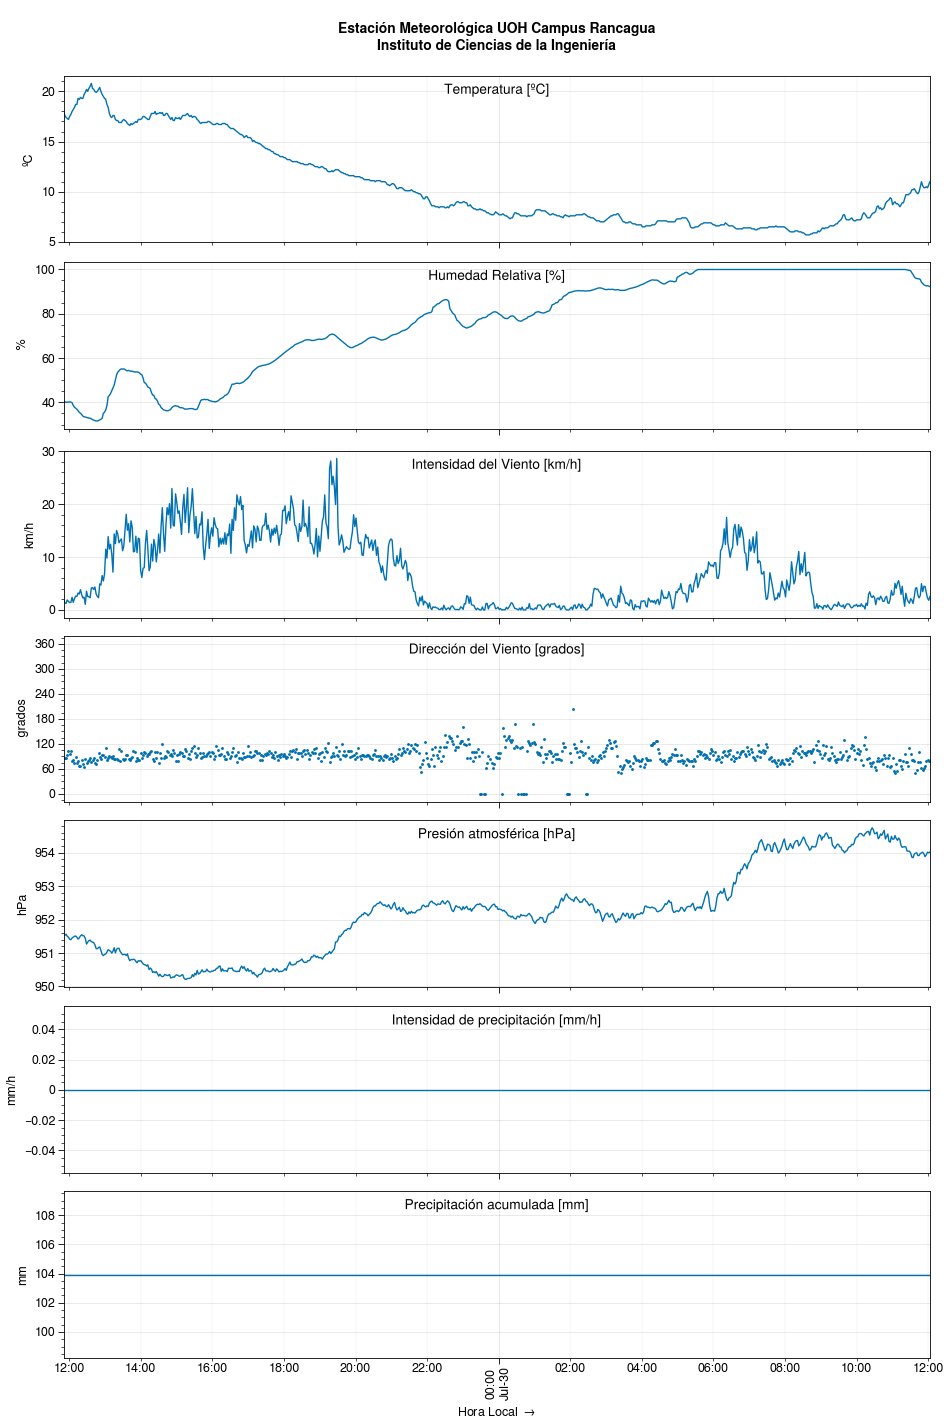 Estación Meteorológica UOH Campus Rancagua
Instituto de Ciencias de la Ingeniería
Temperatura [ºC]
ºC
20
15
10
5
Humedad Relativa [%]
%
100
80
60
40
Intensidad del Viento [km/h]
km/h
30
20
10
0
Dirección del Viento [grados]
grados
360
300
240
180
120
60
0
Presión atmosférica [hPa]
hPa
954
953
952
951
950
Intensidad de precipitación [mm/h]
mm/h
0.04
0.02
0
−0.02
−0.04
Precipitación acumulada [mm]
mm
108
106
104
102
100
12:00 14:00 16:00 18:00 20:00 22:00 00:00 02:00 04:00 06:00 08:00 10:00 12:00
Jul-30
Hora Local →